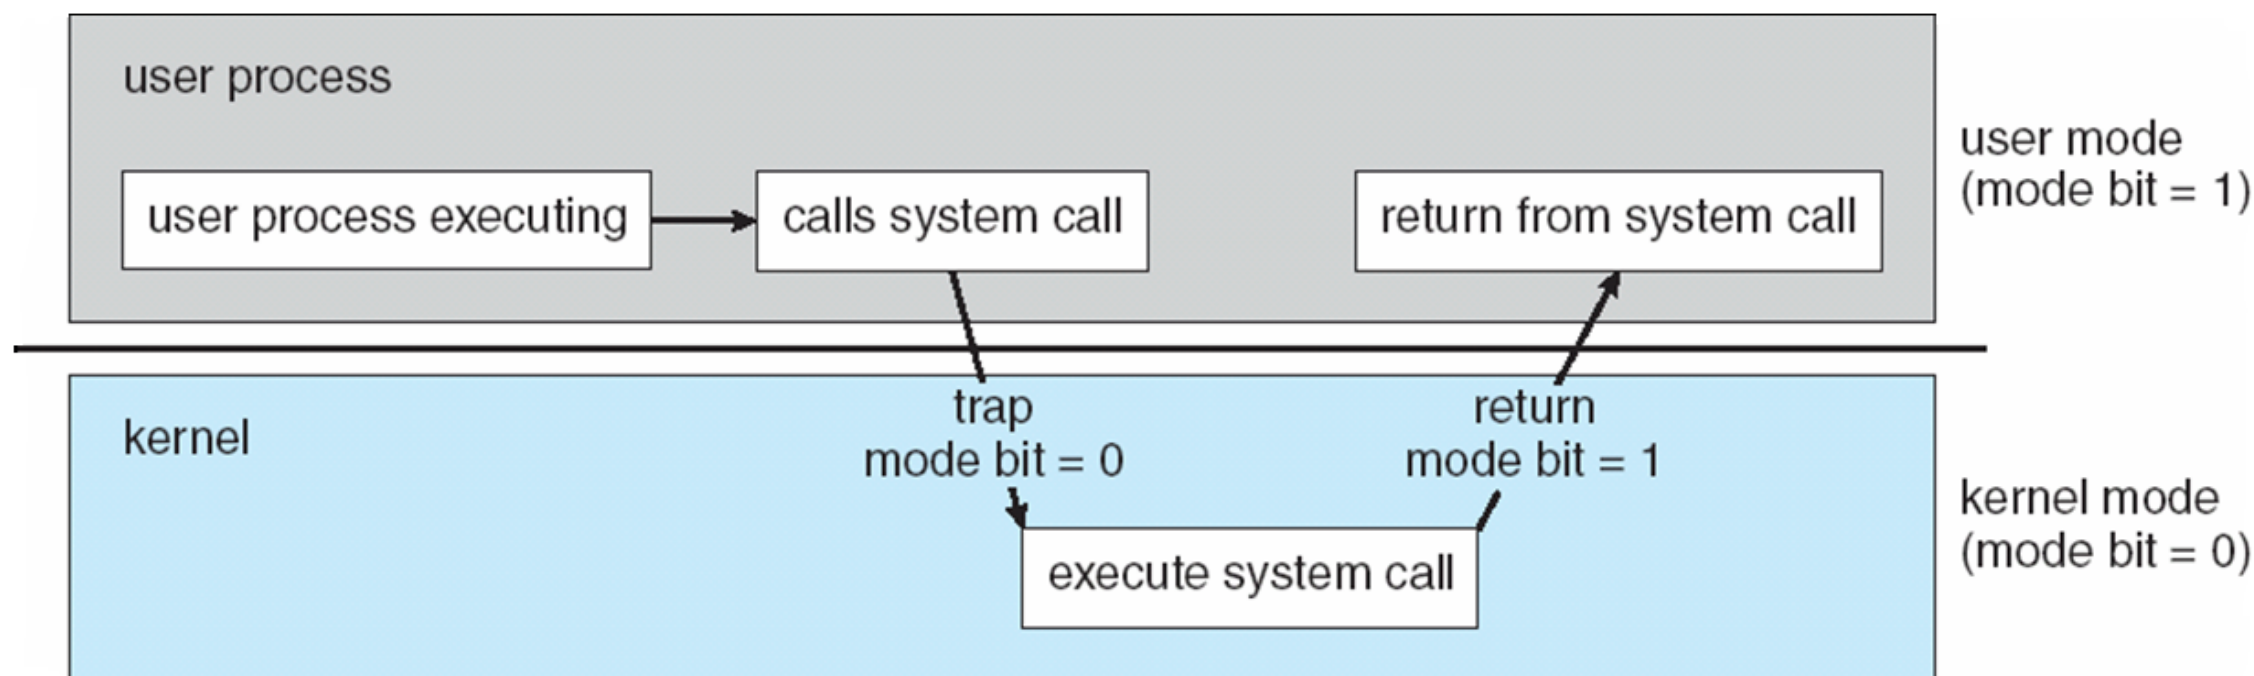 user process
user process executing
calls system call
return from system call
user mode
(mode bit = 1)
kernel
trap
mode bit = 0
return
mode bit = 1
execute system call
kernel mode
(mode bit = 0)